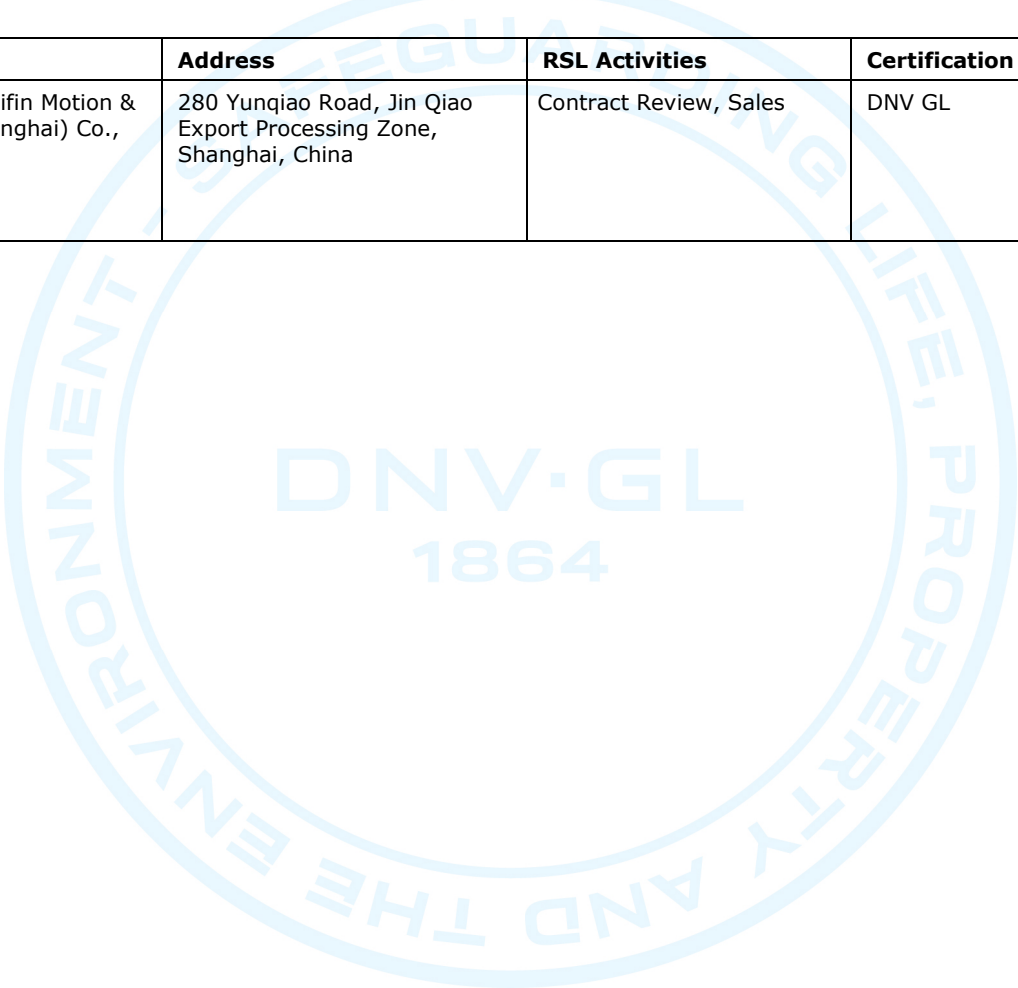 Address RSL Activities Certification
ifin Motion & 280 Yunqiao Road, Jin Qiao Contract Review, Sales DNV GL
nghai) Co., Export Processing Zone,
Shanghai, China
SAFEGUARDING LIFE, PROPERTY AND THE ENVIRONMENT -
DNV·GL
1864